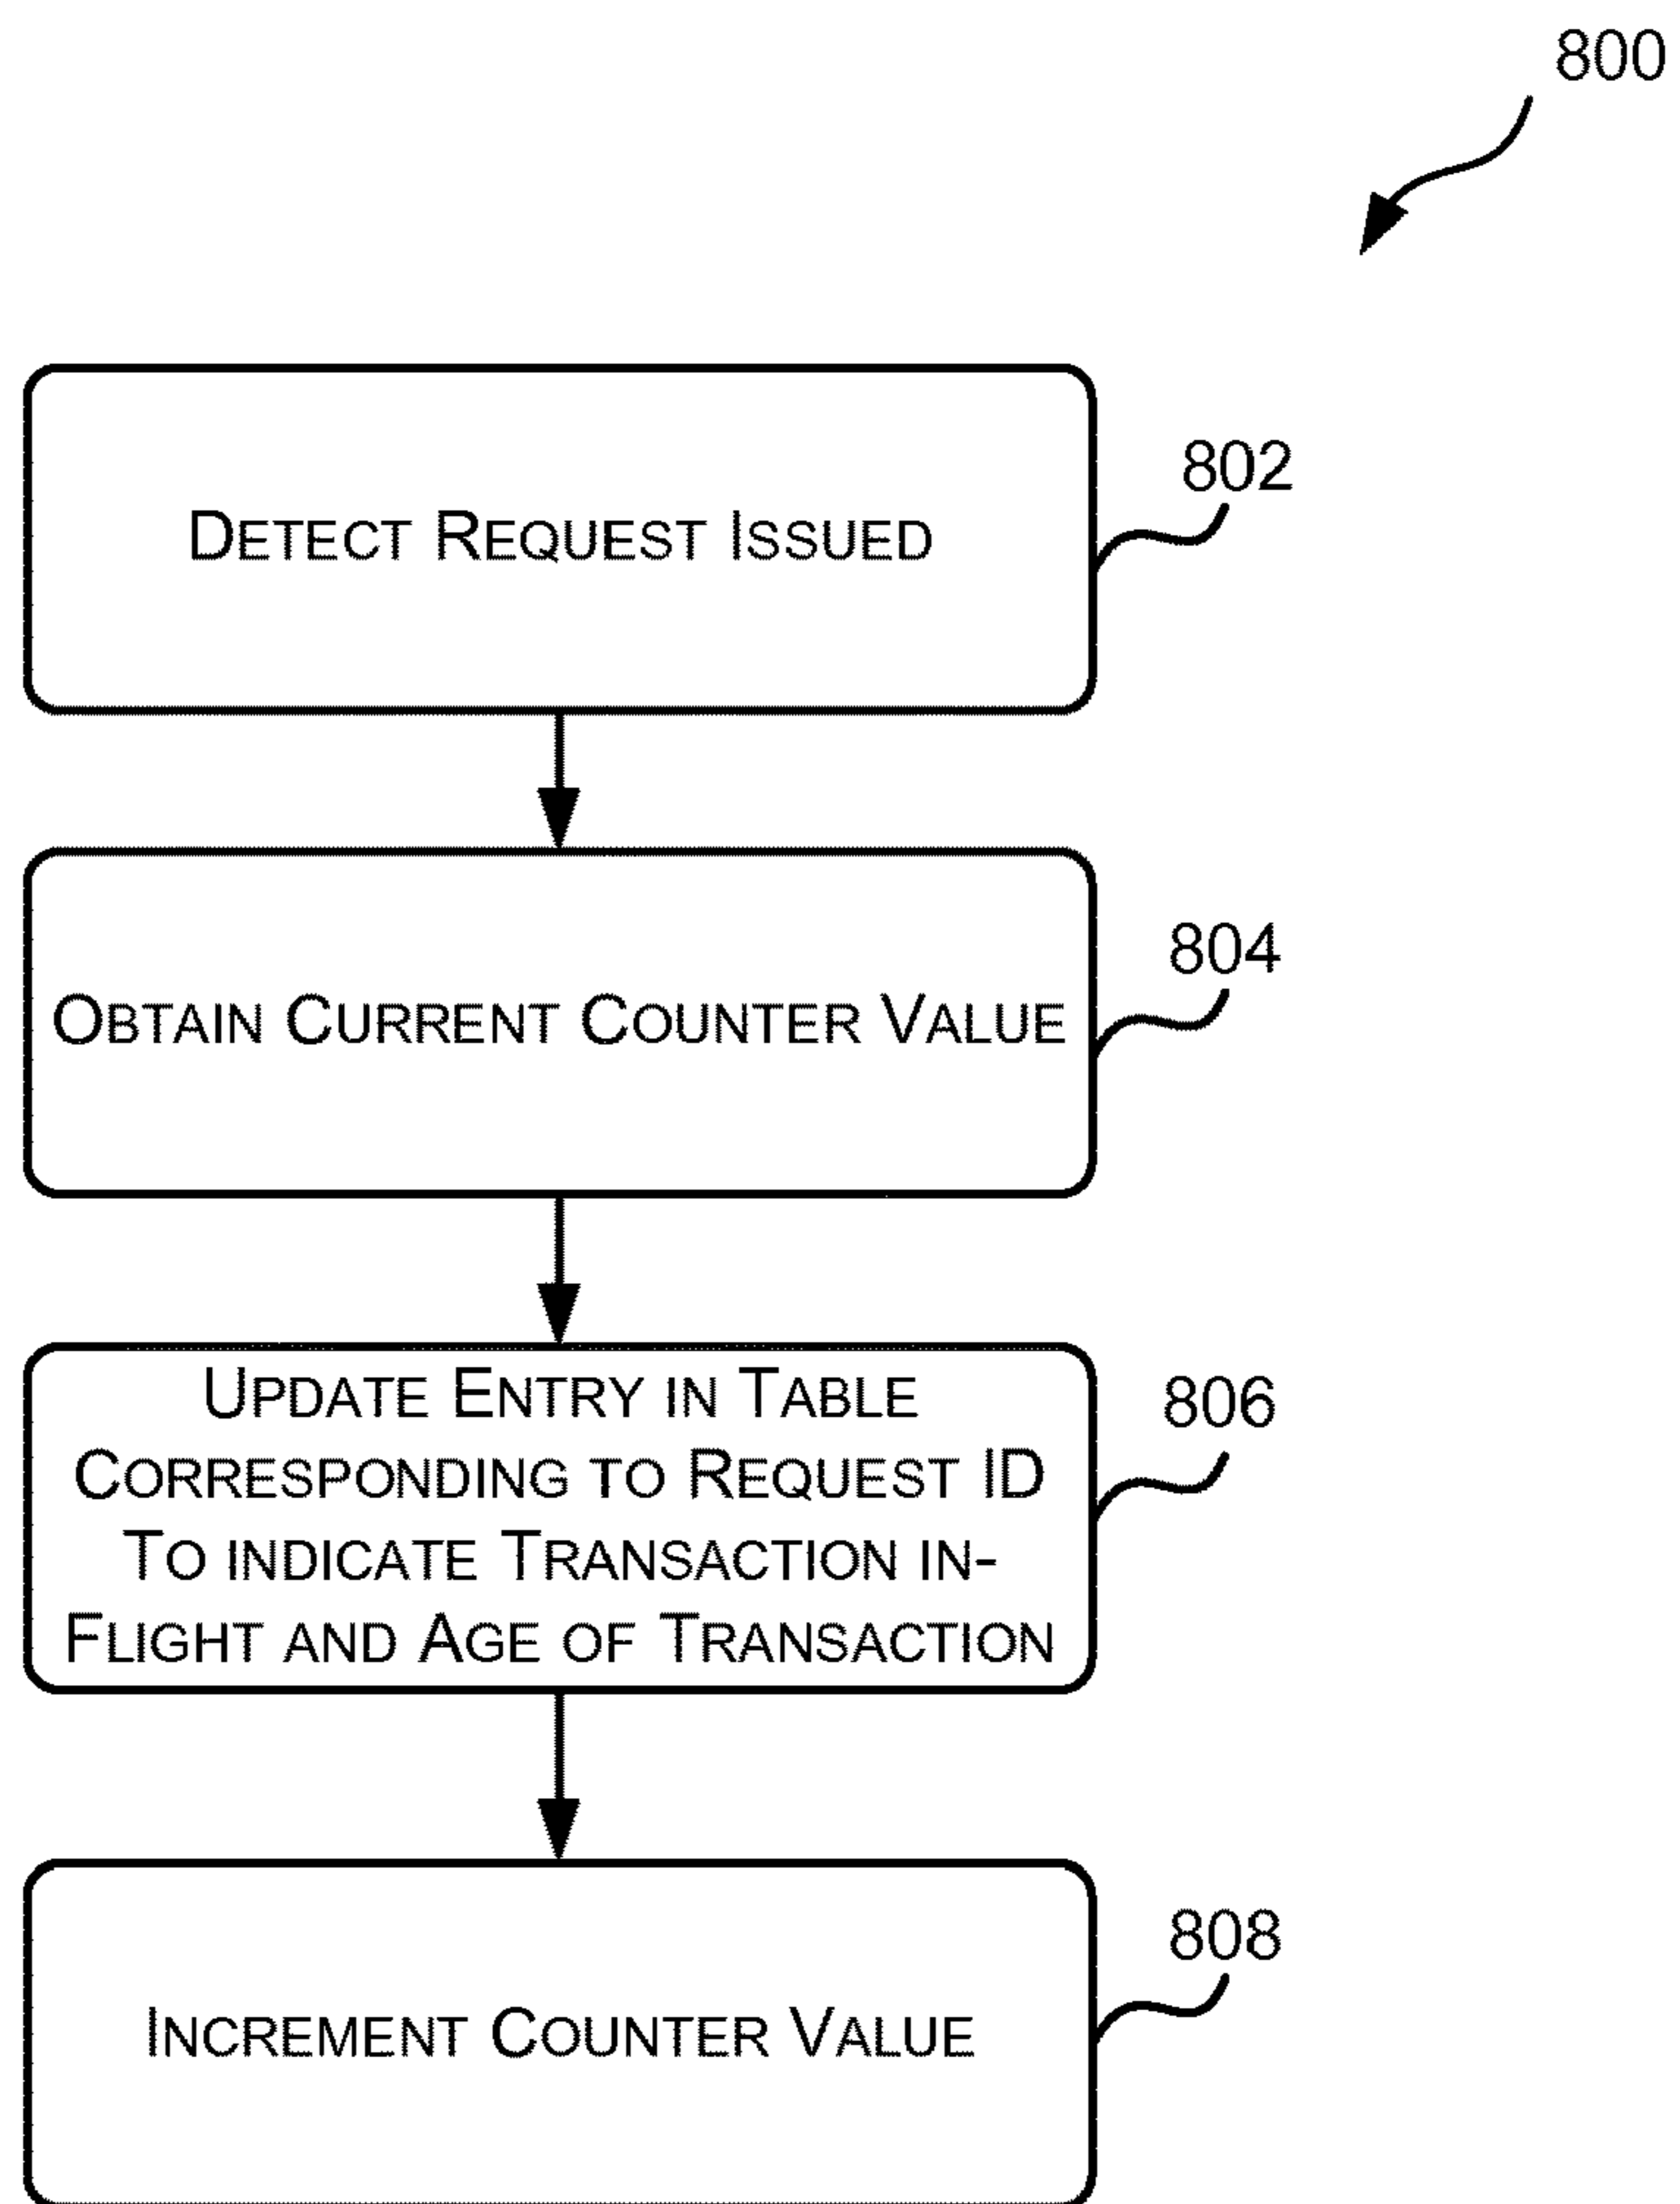 800
DETECT REQUEST ISSUED
802
OBTAIN CURRENT COUNTER VALUE
804
UPDATE ENTRY IN TABLE
CORRESPONDING TO REQUEST ID
TO INDICATE TRANSACTION IN-
FLIGHT AND AGE OF TRANSACTION
806
INCREMENT COUNTER VALUE
808